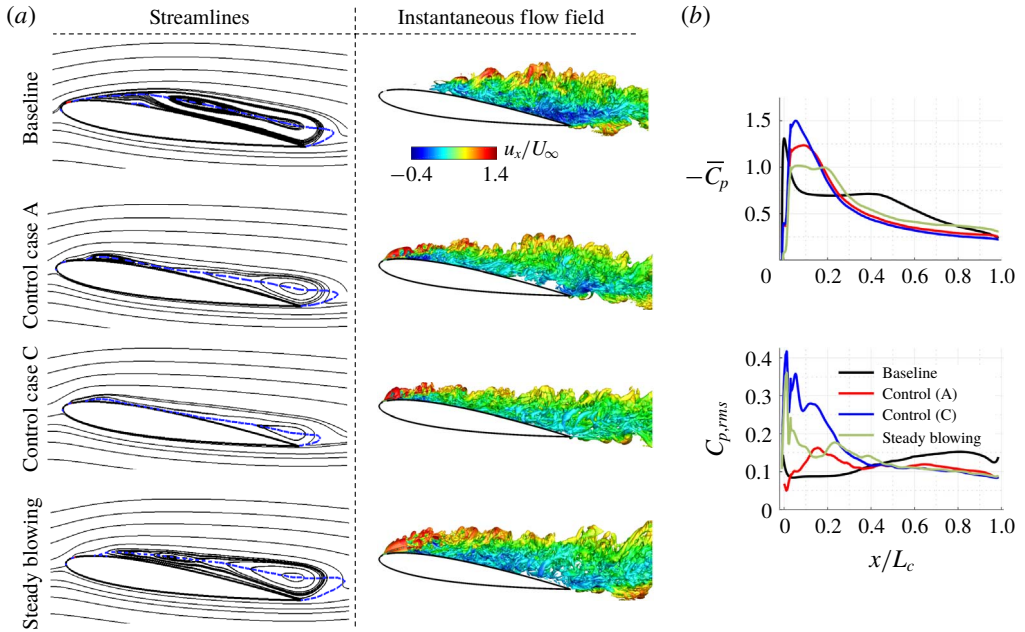 (a)
Streamlines
Instantaneous flow field
Baseline
u_x/U_∞
−0.4
1.4
Control case A
Control case C
Steady blowing
(b)
1.5
1.0
0.5
−C̅_p
0 0.2 0.4 0.6 0.8 1.0
0.4
0.3
0.2
0.1
C_{p,rms}
Baseline
Control (A)
Control (C)
Steady blowing
0 0.2 0.4 0.6 0.8 1.0
x/L_c